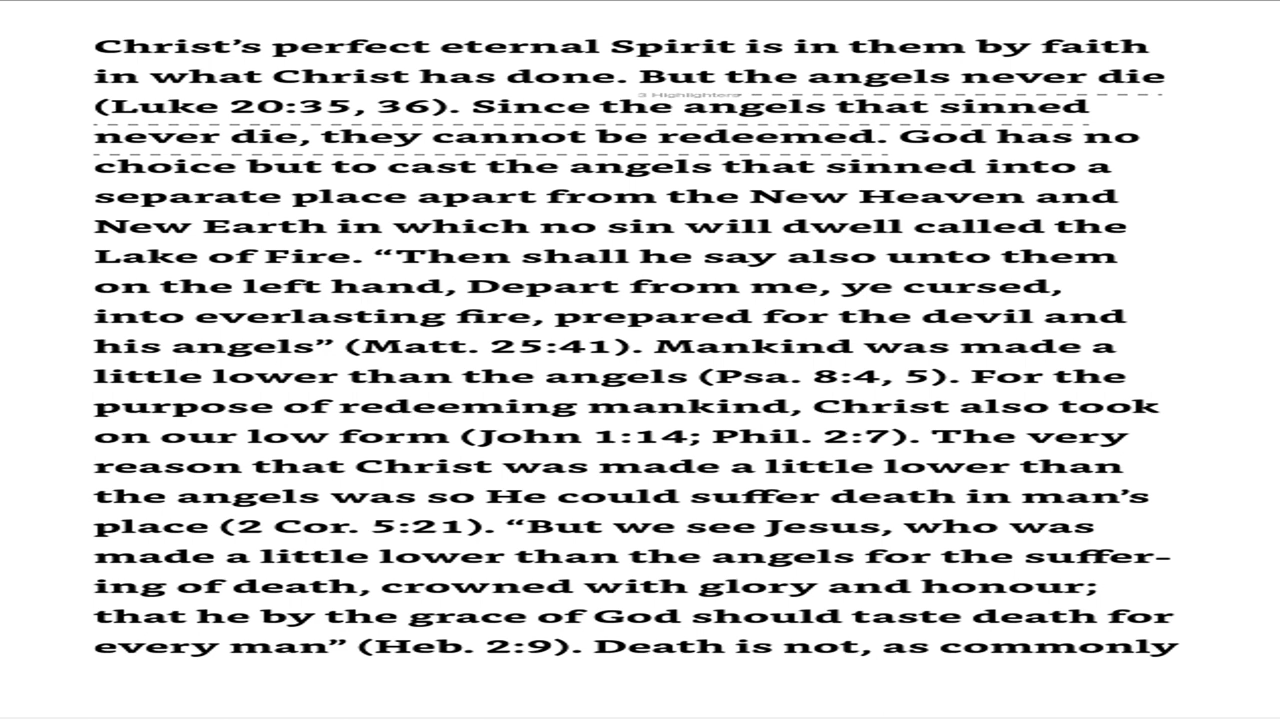 Christ’s perfect eternal Spirit is in them by faith
in what Christ has done. But the angels never die
3 Highlighters
(Luke 20:35, 36). Since the angels that sinned
never die, they cannot be redeemed. God has no
choice but to cast the angels that sinned into a
separate place apart from the New Heaven and
New Earth in which no sin will dwell called the
Lake of Fire. “Then shall he say also unto them
on the left hand, Depart from me, ye cursed,
into everlasting fire, prepared for the devil and
his angels” (Matt. 25:41). Mankind was made a
little lower than the angels (Psa. 8:4, 5). For the
purpose of redeeming mankind, Christ also took
on our low form (John 1:14; Phil. 2:7). The very
reason that Christ was made a little lower than
the angels was so He could suffer death in man’s
place (2 Cor. 5:21). “But we see Jesus, who was
made a little lower than the angels for the suffer-
ing of death, crowned with glory and honour;
that he by the grace of God should taste death for
every man” (Heb. 2:9). Death is not, as commonly